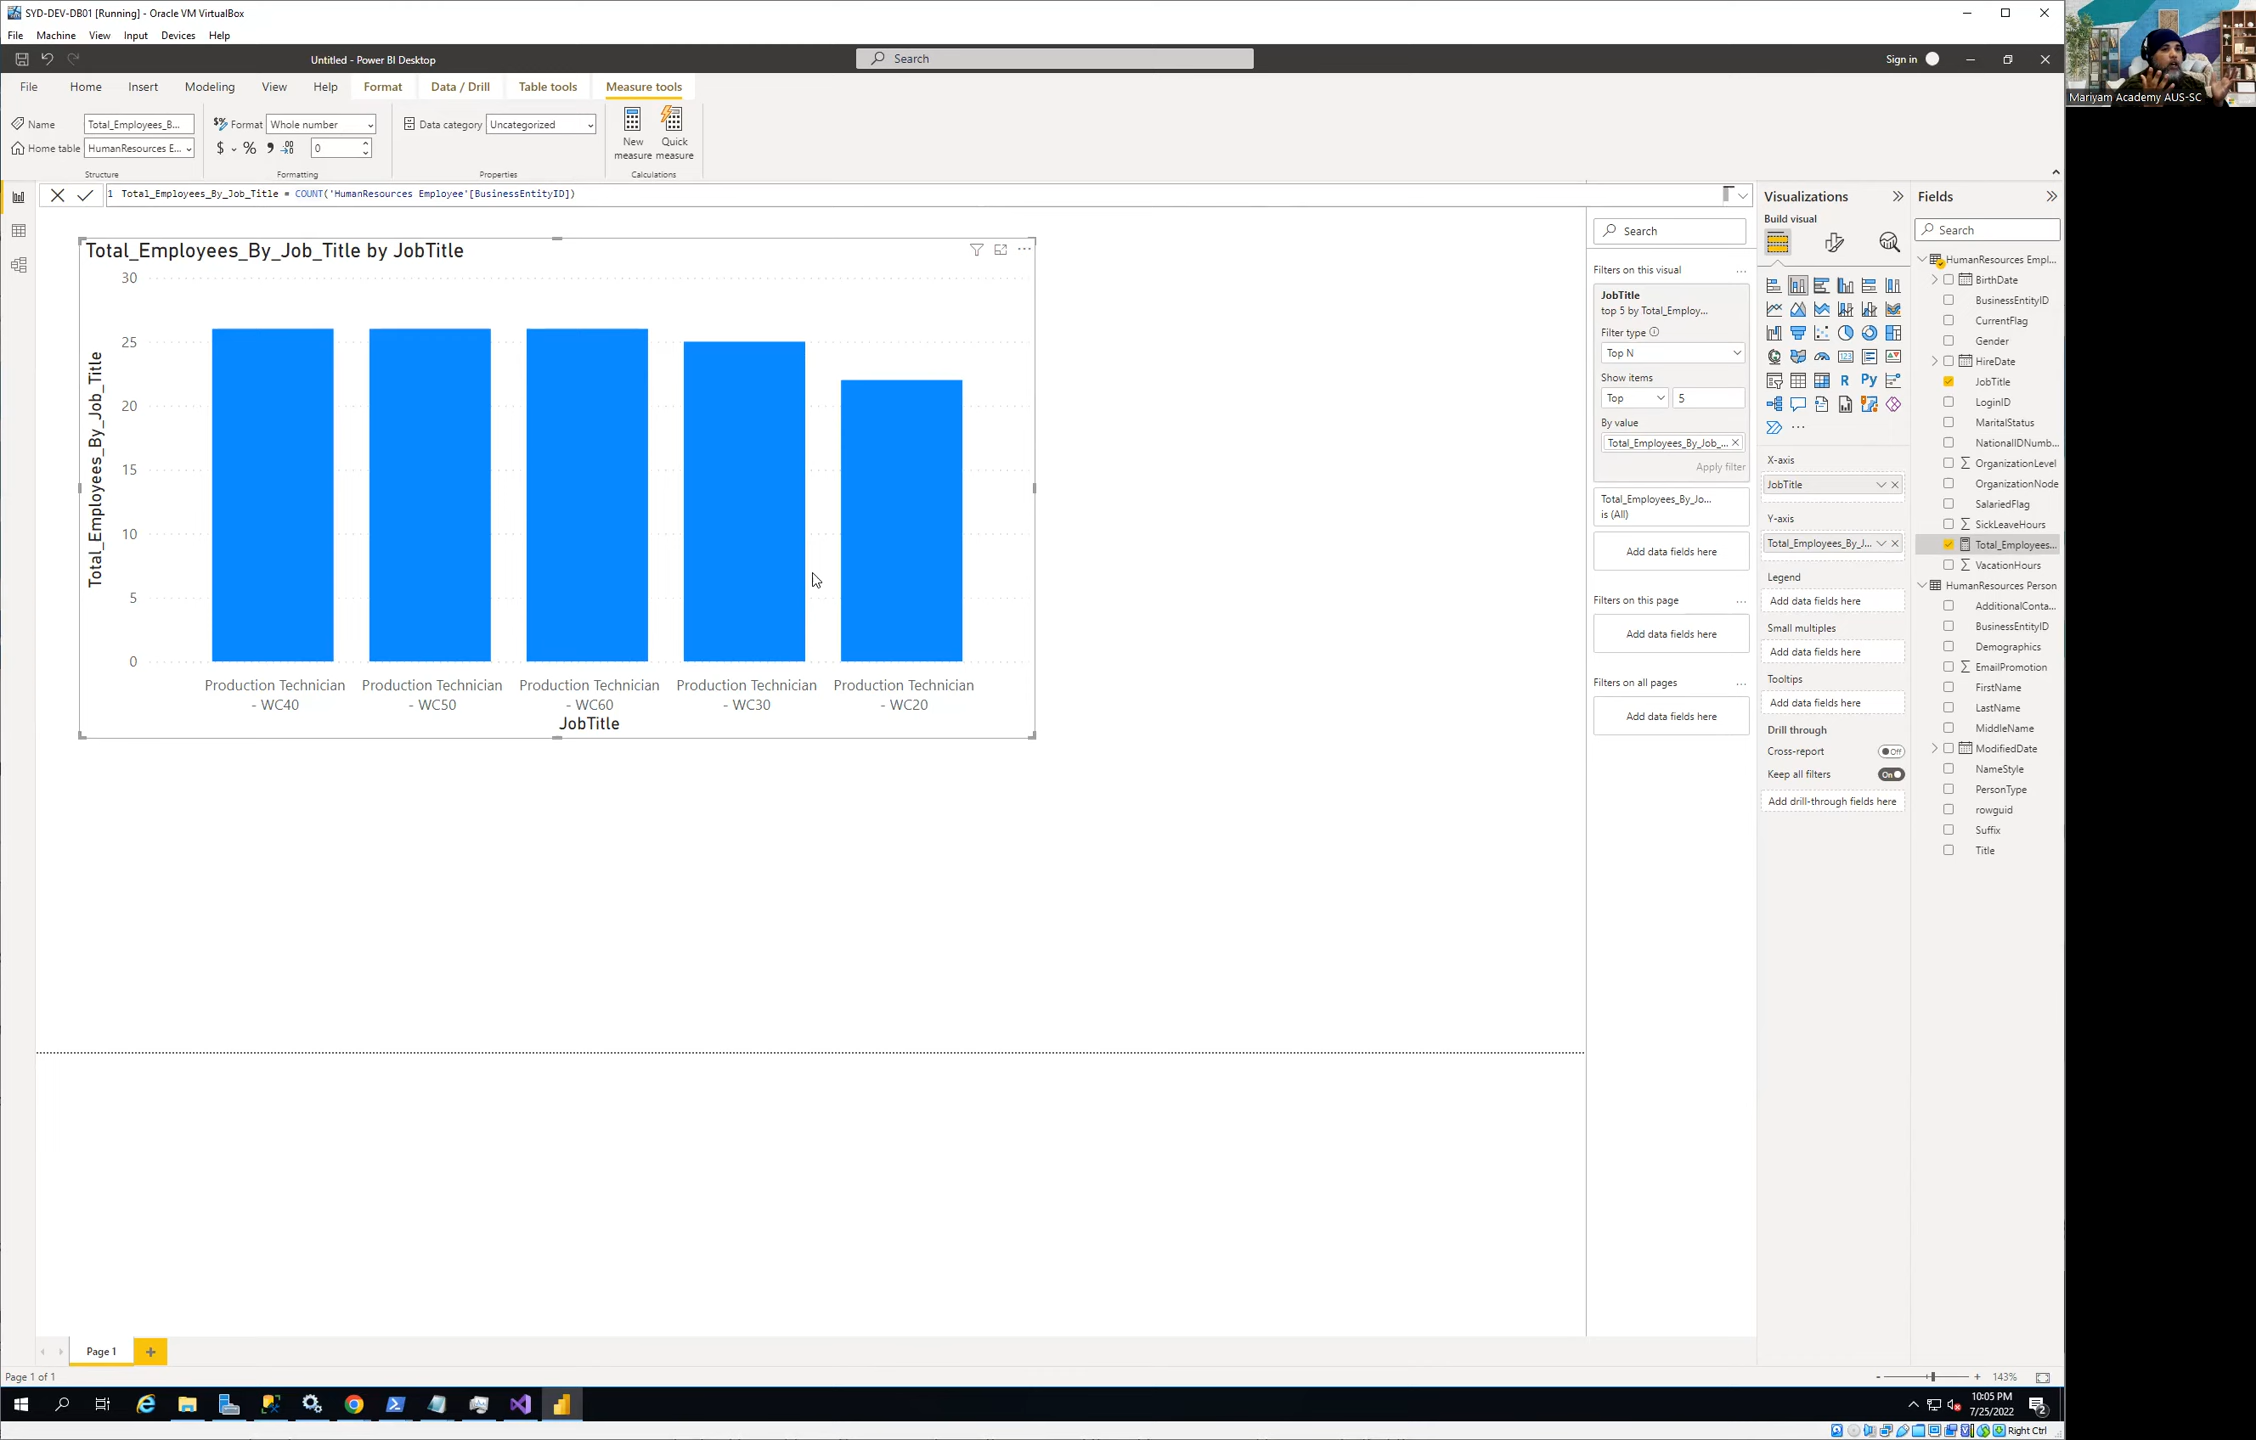 SYD-DEV-DB01 [Running] - Oracle VM VirtualBox
File Machine View Input Devices Help
Untitled - Power BI Desktop
Search
Sign in
File Home Insert Modeling View Help Format Data / Drill Table tools Measure tools
Name Total_Employees_B...
Home table HumanResources E...
Structure
Format Whole number
$ % 9 .00 0
Formatting
Data category Uncategorized
Properties
New measure
Quick measure
Calculations
1 Total_Employees_By_Job_Title = COUNT('HumanResources Employee'[BusinessEntityID])
Total_Employees_By_Job_Title by JobTitle
Total_Employees_By_Job_Title
30
25
20
15
10
5
0
Production Technician - WC40
Production Technician - WC50
Production Technician - WC60
Production Technician - WC30
Production Technician - WC20
JobTitle
Search
Filters on this visual ...
JobTitle
top 5 by Total_Employ...
Filter type
Top N
Show items
Top 5
By value
Total_Employees_By_Job_...
Apply filter
Total_Employees_By_Jo...
is (All)
Add data fields here
Filters on this page ...
Add data fields here
Filters on all pages ...
Add data fields here
Visualizations
Build visual
123
R Py
...
X-axis
JobTitle
Y-axis
Total_Employees_By_J...
Legend
Add data fields here
Small multiples
Add data fields here
Tooltips
Add data fields here
Drill through
Cross-report Off
Keep all filters On
Add drill-through fields here
Fields
Search
HumanResources Empl...
BirthDate
BusinessEntityID
CurrentFlag
Gender
HireDate
JobTitle
LoginID
MaritalStatus
NationalIDNumb...
OrganizationLevel
OrganizationNode
SalariedFlag
SickLeaveHours
Total_Employees...
VacationHours
HumanResources Person
AdditionalConta...
BusinessEntityID
Demographics
EmailPromotion
FirstName
LastName
MiddleName
ModifiedDate
NameStyle
PersonType
rowguid
Suffix
Title
Mariyam Academy AUS-SC
Page 1
Page 1 of 1
- + 143%
10:05 PM
7/25/2022
2
Right Ctrl